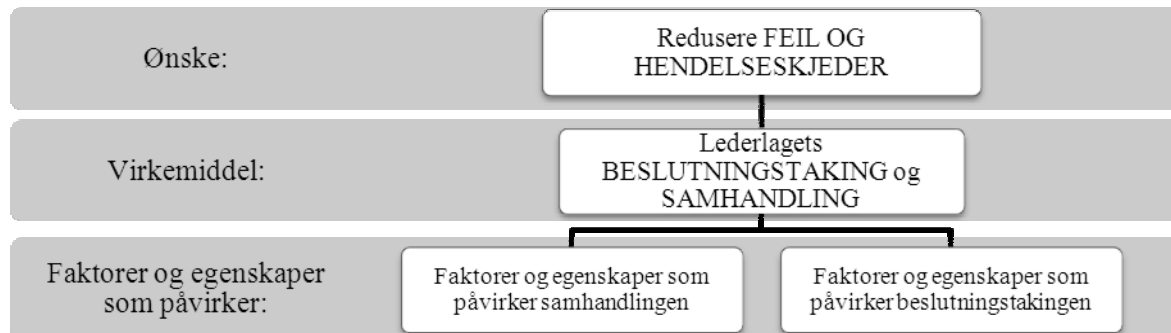 Ønske:
Redusere FEIL OG
HENDELSESKJEDER
Virkemiddel:
Lederlagets
BESLUTNINGSTAKING og
SAMHANDLING
Faktorer og egenskaper
som påvirker:
Faktorer og egenskaper som
påvirker samhandlingen
Faktorer og egenskaper som
påvirker beslutningstakingen